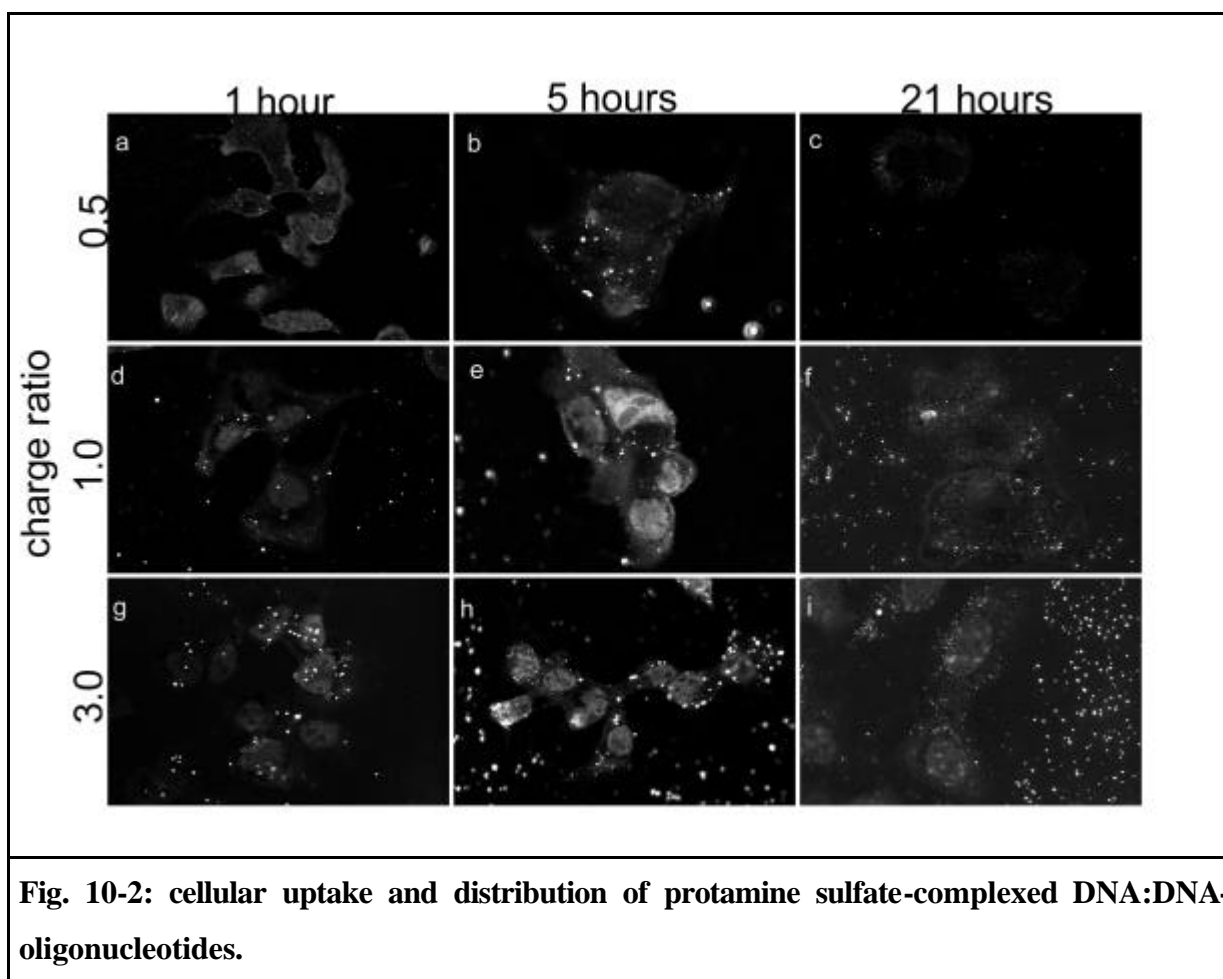 1 hour 5 hours 21 hours
a b c
0.5
d e f
charge ratio
1.0
g h i
3.0
Fig. 10-2: cellular uptake and distribution of protamine sulfate-complexed DNA:DNA-
oligonucleotides.